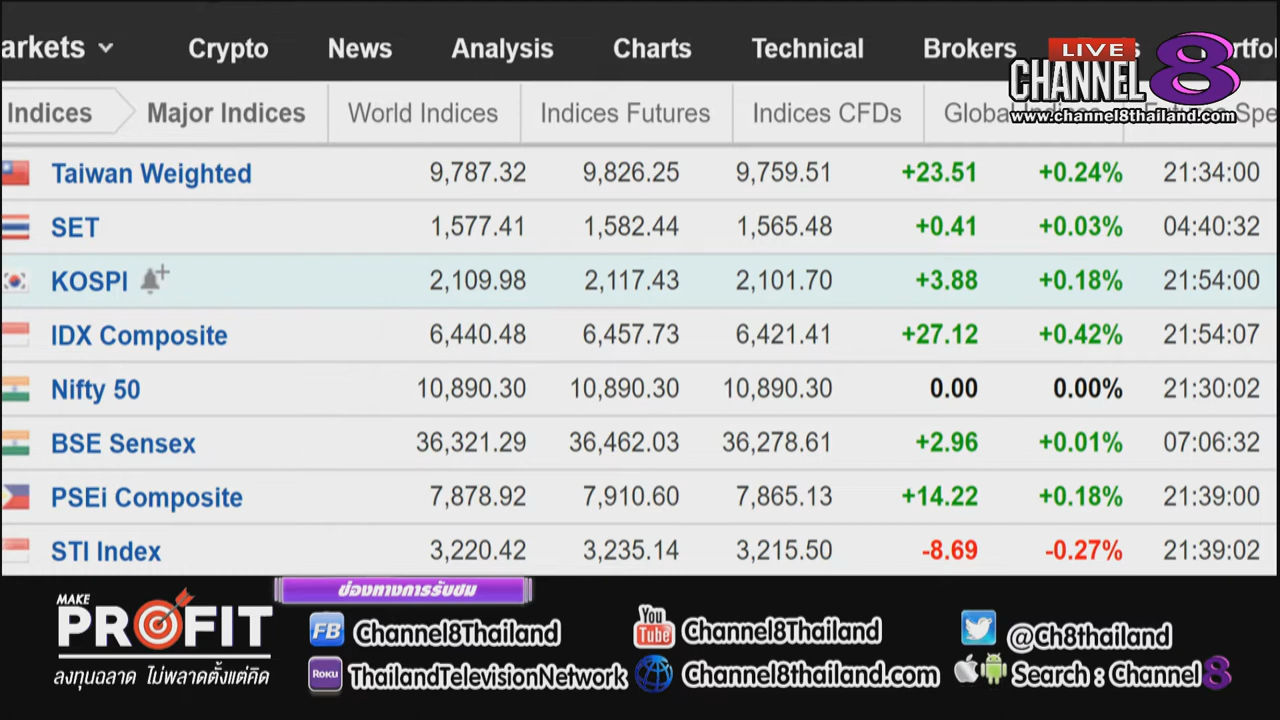 arkets Crypto News Analysis Charts Technical Brokers
LIVE
CHANNEL 8
www.channel8thailand.com
Indices Major Indices World Indices Indices Futures Indices CFDs
Taiwan Weighted 9,787.32 9,826.25 9,759.51 +23.51 +0.24% 21:34:00
SET 1,577.41 1,582.44 1,565.48 +0.41 +0.03% 04:40:32
KOSPI 2,109.98 2,117.43 2,101.70 +3.88 +0.18% 21:54:00
IDX Composite 6,440.48 6,457.73 6,421.41 +27.12 +0.42% 21:54:07
Nifty 50 10,890.30 10,890.30 10,890.30 0.00 0.00% 21:30:02
BSE Sensex 36,321.29 36,462.03 36,278.61 +2.96 +0.01% 07:06:32
PSEi Composite 7,878.92 7,910.60 7,865.13 +14.22 +0.18% 21:39:00
STI Index 3,220.42 3,235.14 3,215.50 -8.69 -0.27% 21:39:02
MAKE
PROFIT
ลงทุนฉลาด ไม่พลาดตั้งแต่คิด
ช่องทางการรับชม
FB Channel8Thailand
You Tube Channel8Thailand
@Ch8thailand
ROKU ThailandTelevisionNetwork
Channel8thailand.com
Search : Channel 8